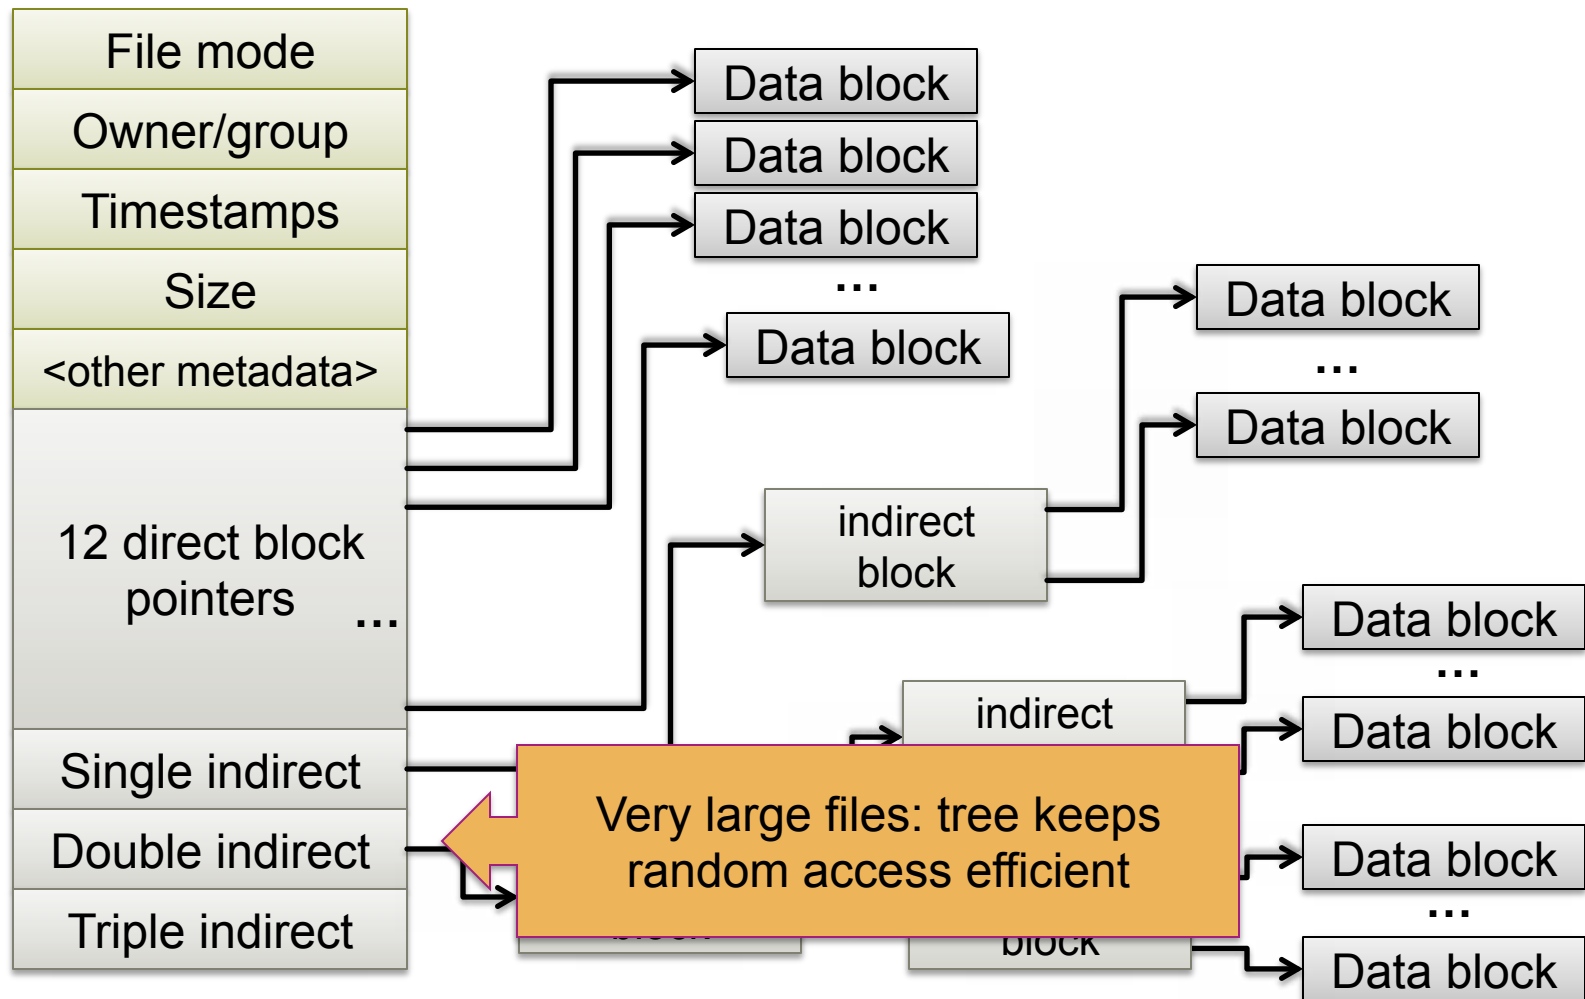 File mode
Owner/group
Timestamps
Size
<other metadata>
12 direct block
pointers
...
Single indirect
Double indirect
Triple indirect
Data block
Data block
Data block
...
Data block
indirect
block
Data block
...
Data block
indirect
Data block
...
Data block
Very large files: tree keeps
random access efficient
block
block
Data block
...
Data block